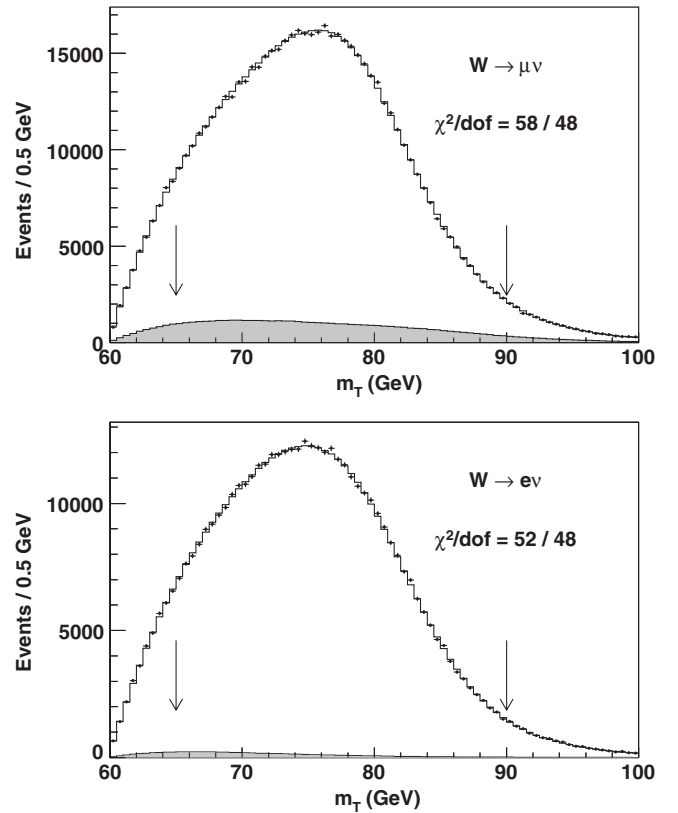 W → μν
χ²/dof = 58 / 48
Events / 0.5 GeV
15000
10000
5000
0
60 70 80 90 100
m_T (GeV)
W → eν
χ²/dof = 52 / 48
Events / 0.5 GeV
10000
5000
0
60 70 80 90 100
m_T (GeV)